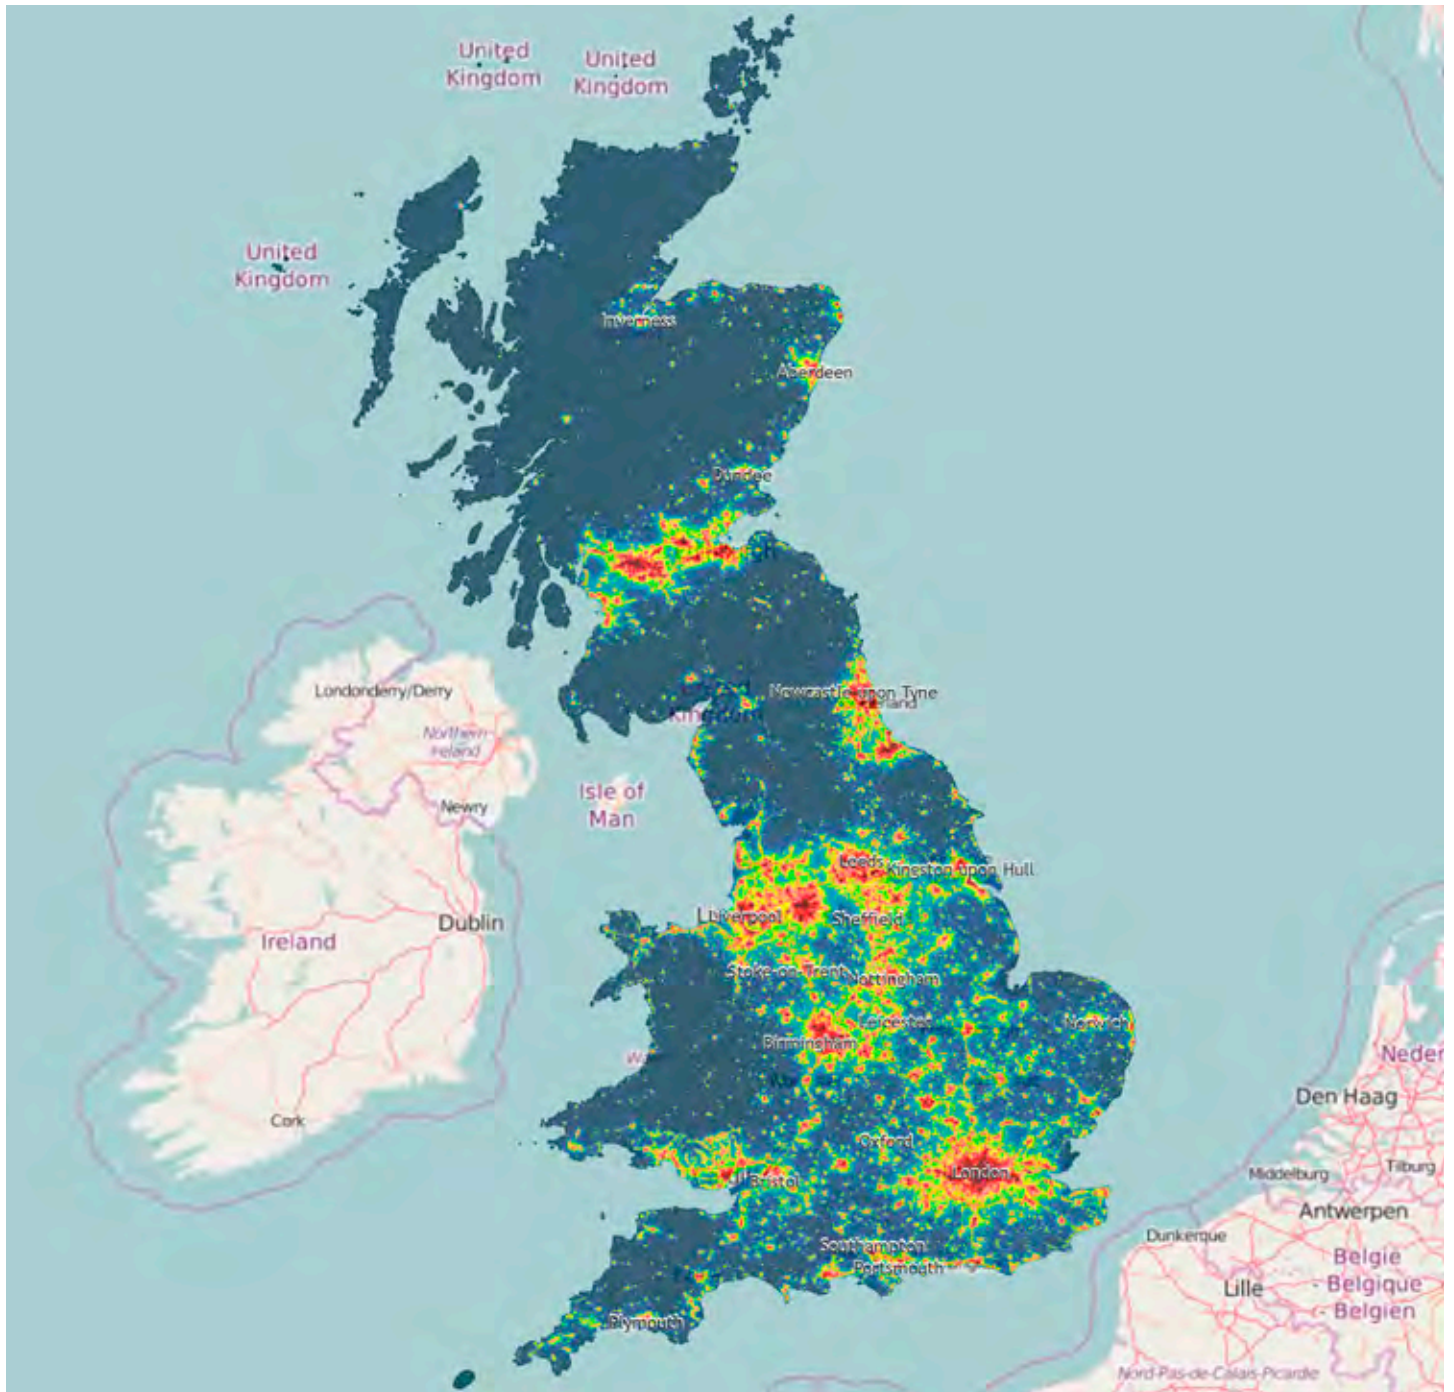 United
Kingdom
United
Kingdom
United
Kingdom
Inverness
Aberdeen
Dundee
Londonderry/Derry
Northern
Ireland
Newry
Newcastle upon Tyne
erland
Kingdom
Isle of
Man
Leeds
Kingston upon Hull
Liverpool
Sheffield
Dublin
Ireland
Stoke-on-Trent
Nottingham
Leicester
Norwich
Birmingham
Cork
Oxford
London
Bristol
Southampton
Portsmouth
Plymouth
Neder
Den Haag
Tilburg
Middelburg
Antwerpen
Dunkerque
Lille
België
- Belgique
- Belgien
Nord-Pas-de-Calais-Picardie